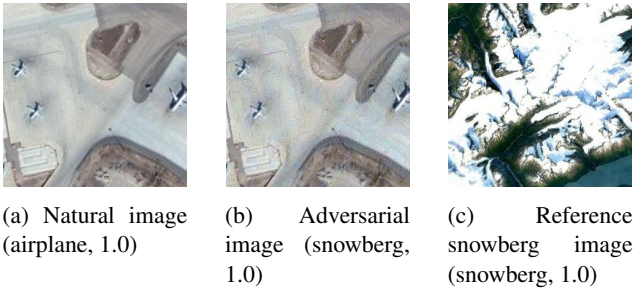 (a) Natural image
(airplane, 1.0)
(b) Adversarial
image (snowberg,
1.0)
(c) Reference
snowberg image
(snowberg, 1.0)